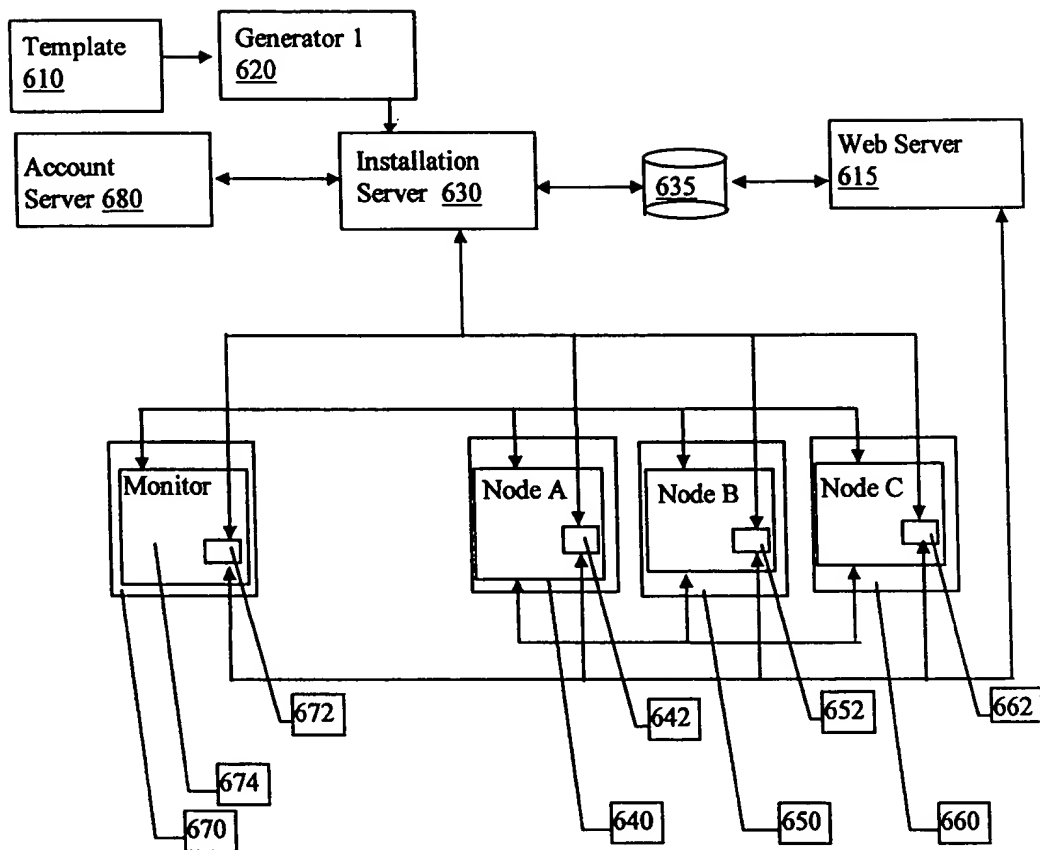 Template
610
Generator 1
620
Account
Server 680
Installation
Server 630
635
Web Server
615
Monitor
Node A
Node B
Node C
672
642
652
662
674
670
640
650
660